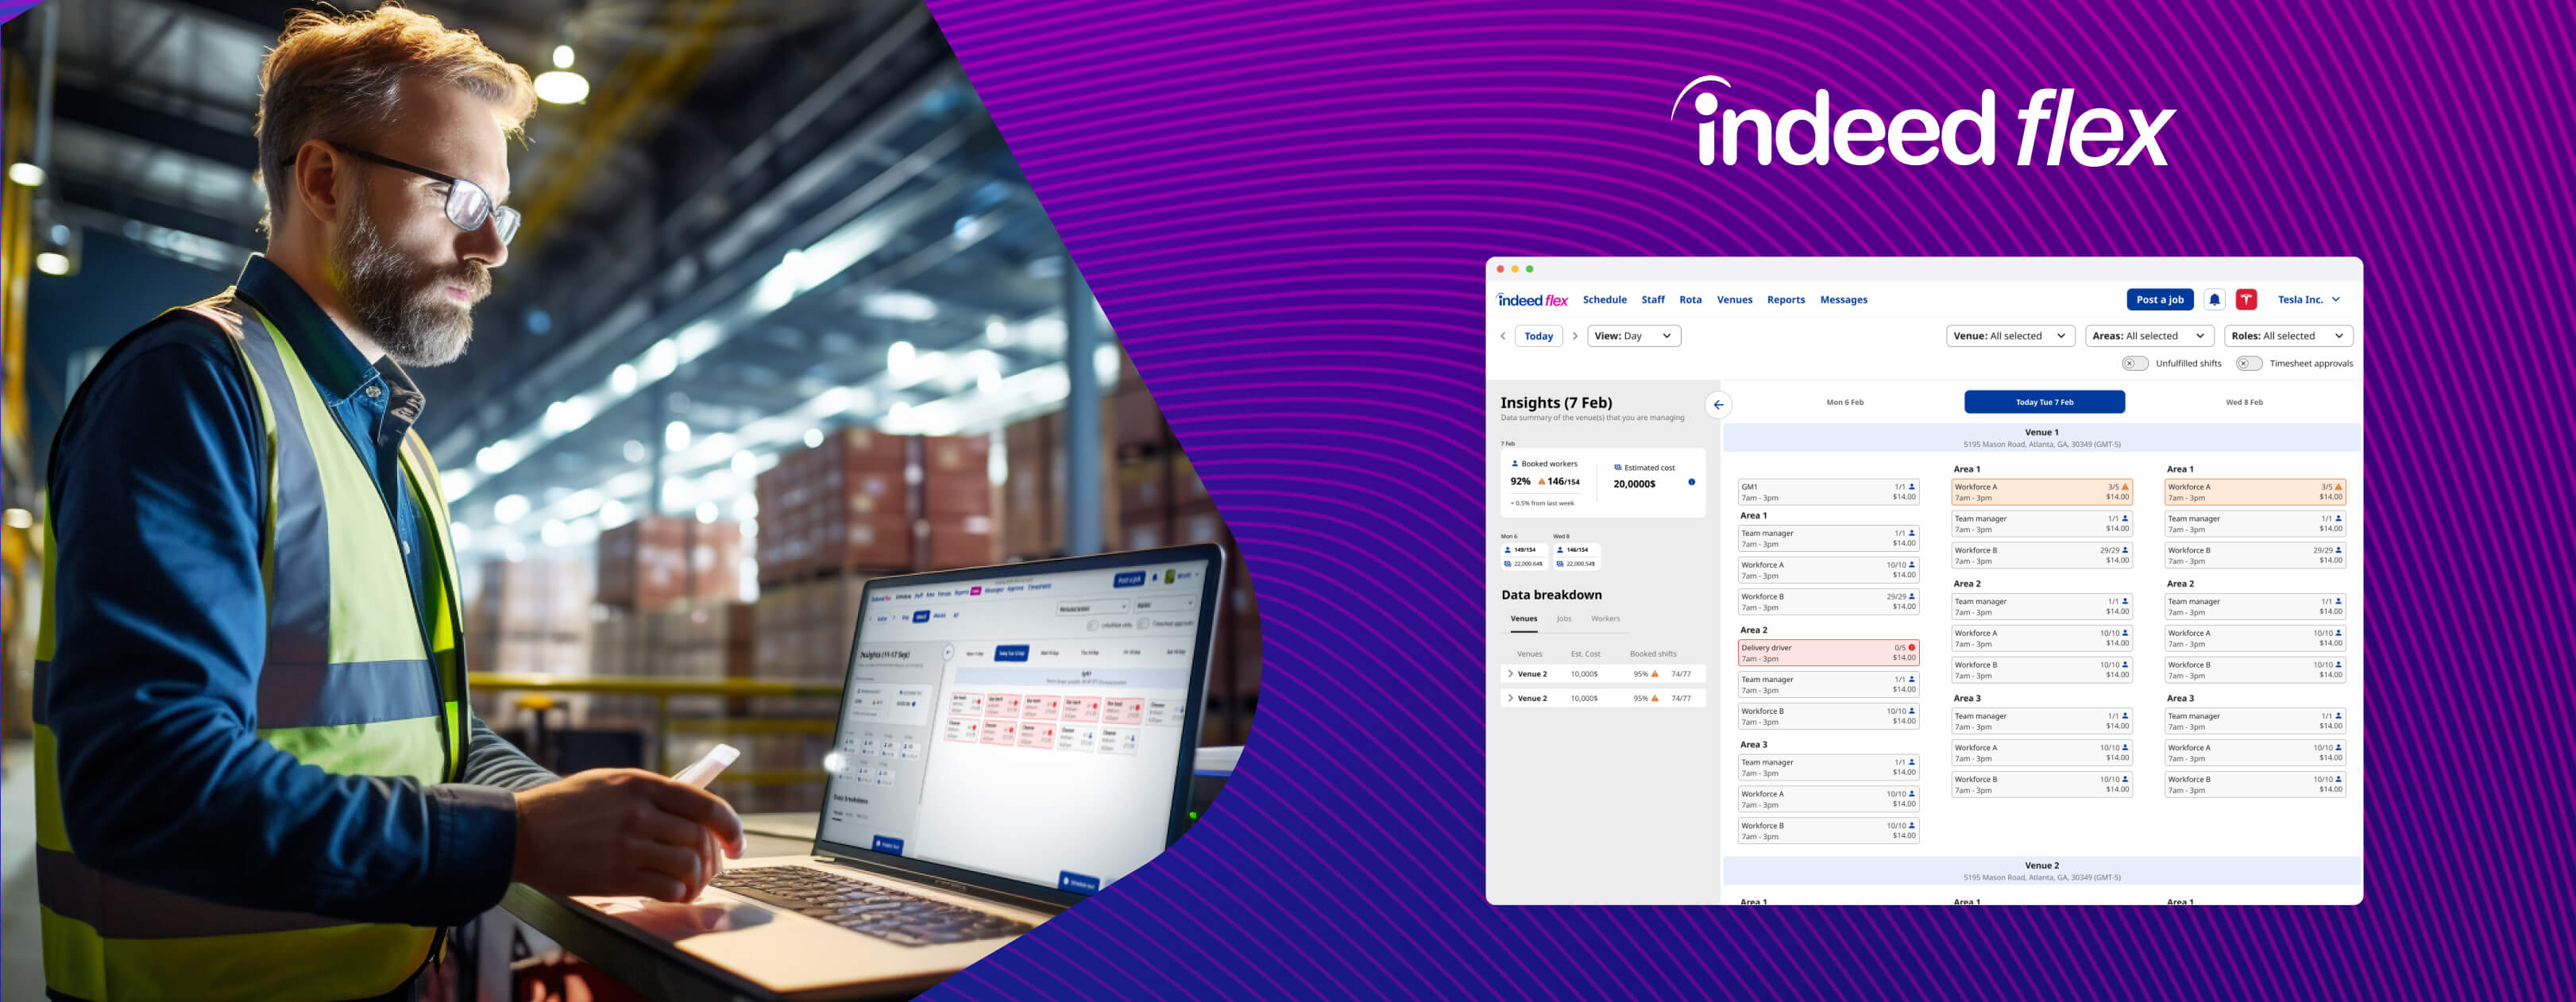 indeed flex
indeed flex Schedule Staff Rota Venues Reports Messages Post a job Tesla Inc.
Today View: Day Venue: All selected Areas: All selected Roles: All selected
Unfulfilled shifts Timesheet approvals
Insights (7 Feb)
Data summary of the venue(s) that you are managing
7 Feb
Booked workers
92% 146/154
+ 0.5% from last week
Estimated cost
20,0000$
Mon 6 Wed 8
149/154 146/154
22,000.64$ 22,000.54$
Data breakdown
Venues Jobs Workers
Venues Est. Cost Booked shifts
Venue 2 10,000$ 95% 74/77
Venue 2 10,000$ 95% 74/77
Mon 6 Feb Today Tue 7 Feb Wed 8 Feb
Venue 1
5195 Mason Road, Atlanta, GA, 30349 (GMT-5)
GM1 1/1
7am - 3pm $14.00
Area 1
Team manager 1/1
7am - 3pm $14.00
Workforce A 10/10
7am - 3pm $14.00
Workforce B 29/29
7am - 3pm $14.00
Area 2
Delivery driver 0/5
7am - 3pm $14.00
Team manager 1/1
7am - 3pm $14.00
Workforce B 10/10
7am - 3pm $14.00
Area 3
Team manager 1/1
7am - 3pm $14.00
Workforce A 10/10
7am - 3pm $14.00
Workforce B 10/10
7am - 3pm $14.00
Area 1
Workforce A 3/5
7am - 3pm $14.00
Team manager 1/1
7am - 3pm $14.00
Workforce B 29/29
7am - 3pm $14.00
Area 2
Team manager 1/1
7am - 3pm $14.00
Workforce A 10/10
7am - 3pm $14.00
Workforce B 10/10
7am - 3pm $14.00
Area 3
Team manager 1/1
7am - 3pm $14.00
Workforce A 10/10
7am - 3pm $14.00
Workforce B 10/10
7am - 3pm $14.00
Area 1
Workforce A 3/5
7am - 3pm $14.00
Team manager 1/1
7am - 3pm $14.00
Workforce B 29/29
7am - 3pm $14.00
Area 2
Team manager 1/1
7am - 3pm $14.00
Workforce A 10/10
7am - 3pm $14.00
Workforce B 10/10
7am - 3pm $14.00
Area 3
Team manager 1/1
7am - 3pm $14.00
Workforce A 10/10
7am - 3pm $14.00
Workforce B 10/10
7am - 3pm $14.00
Venue 2
5195 Mason Road, Atlanta, GA, 30349 (GMT-5)
Area 1 Area 1 Area 1
Post a job
Insights (11-17 Sep)
Data breakdown